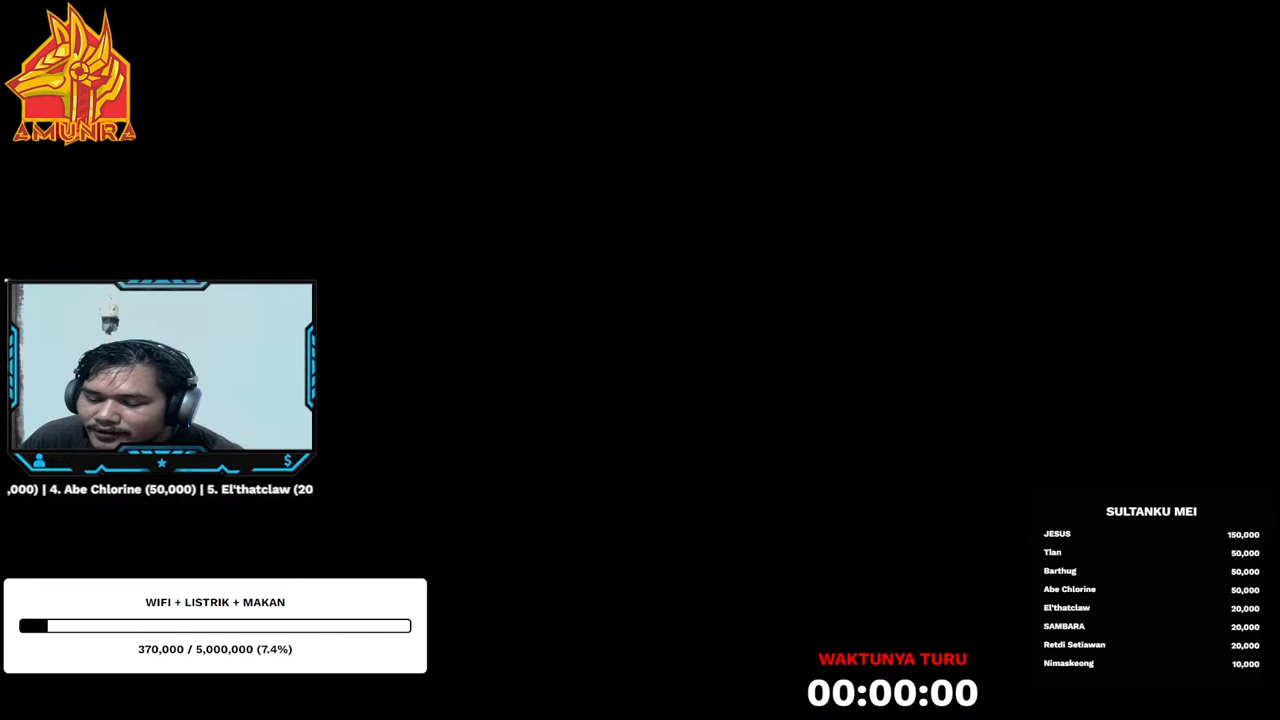 AMUNRA
,000) | 4. Abe Chlorine (50,000) | 5. El'thatclaw (20
WIFI + LISTRIK + MAKAN
370,000 / 5,000,000 (7.4%)
WAKTUNYA TURU
00:00:00
SULTANKU MEI
JESUS 150,000
Tian 50,000
Barthug 50,000
Abe Chlorine 50,000
El'thatclaw 20,000
SAMBARA 20,000
Retdi Setiawan 20,000
Nimaskeong 10,000